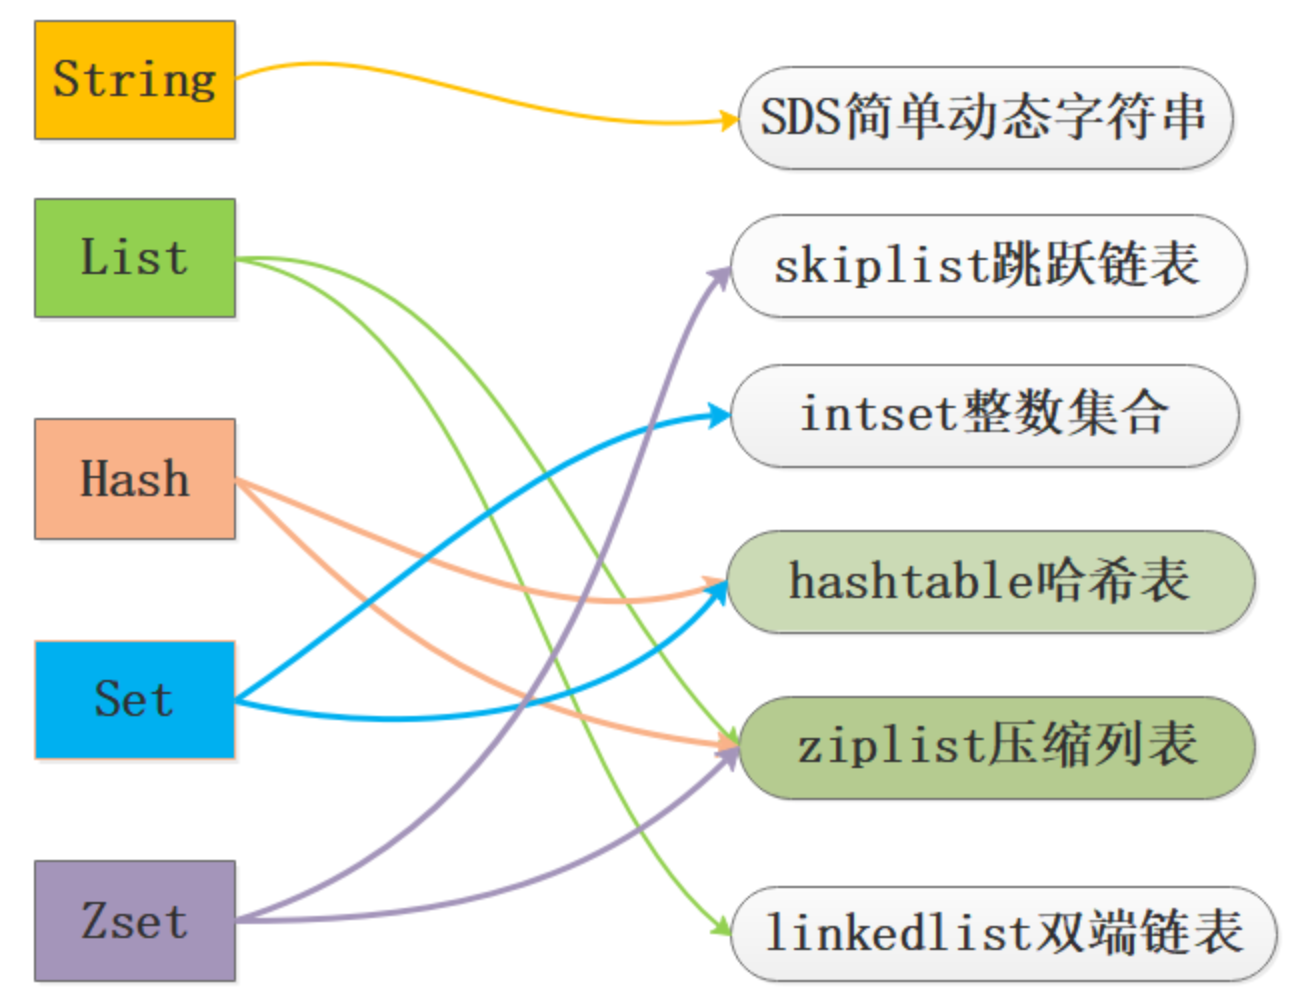 String
List
Hash
Set
Zset
SDS简单动态字符串
skiplist跳跃链表
intset整数集合
hashtable哈希表
ziplist压缩列表
linkedlist双端链表